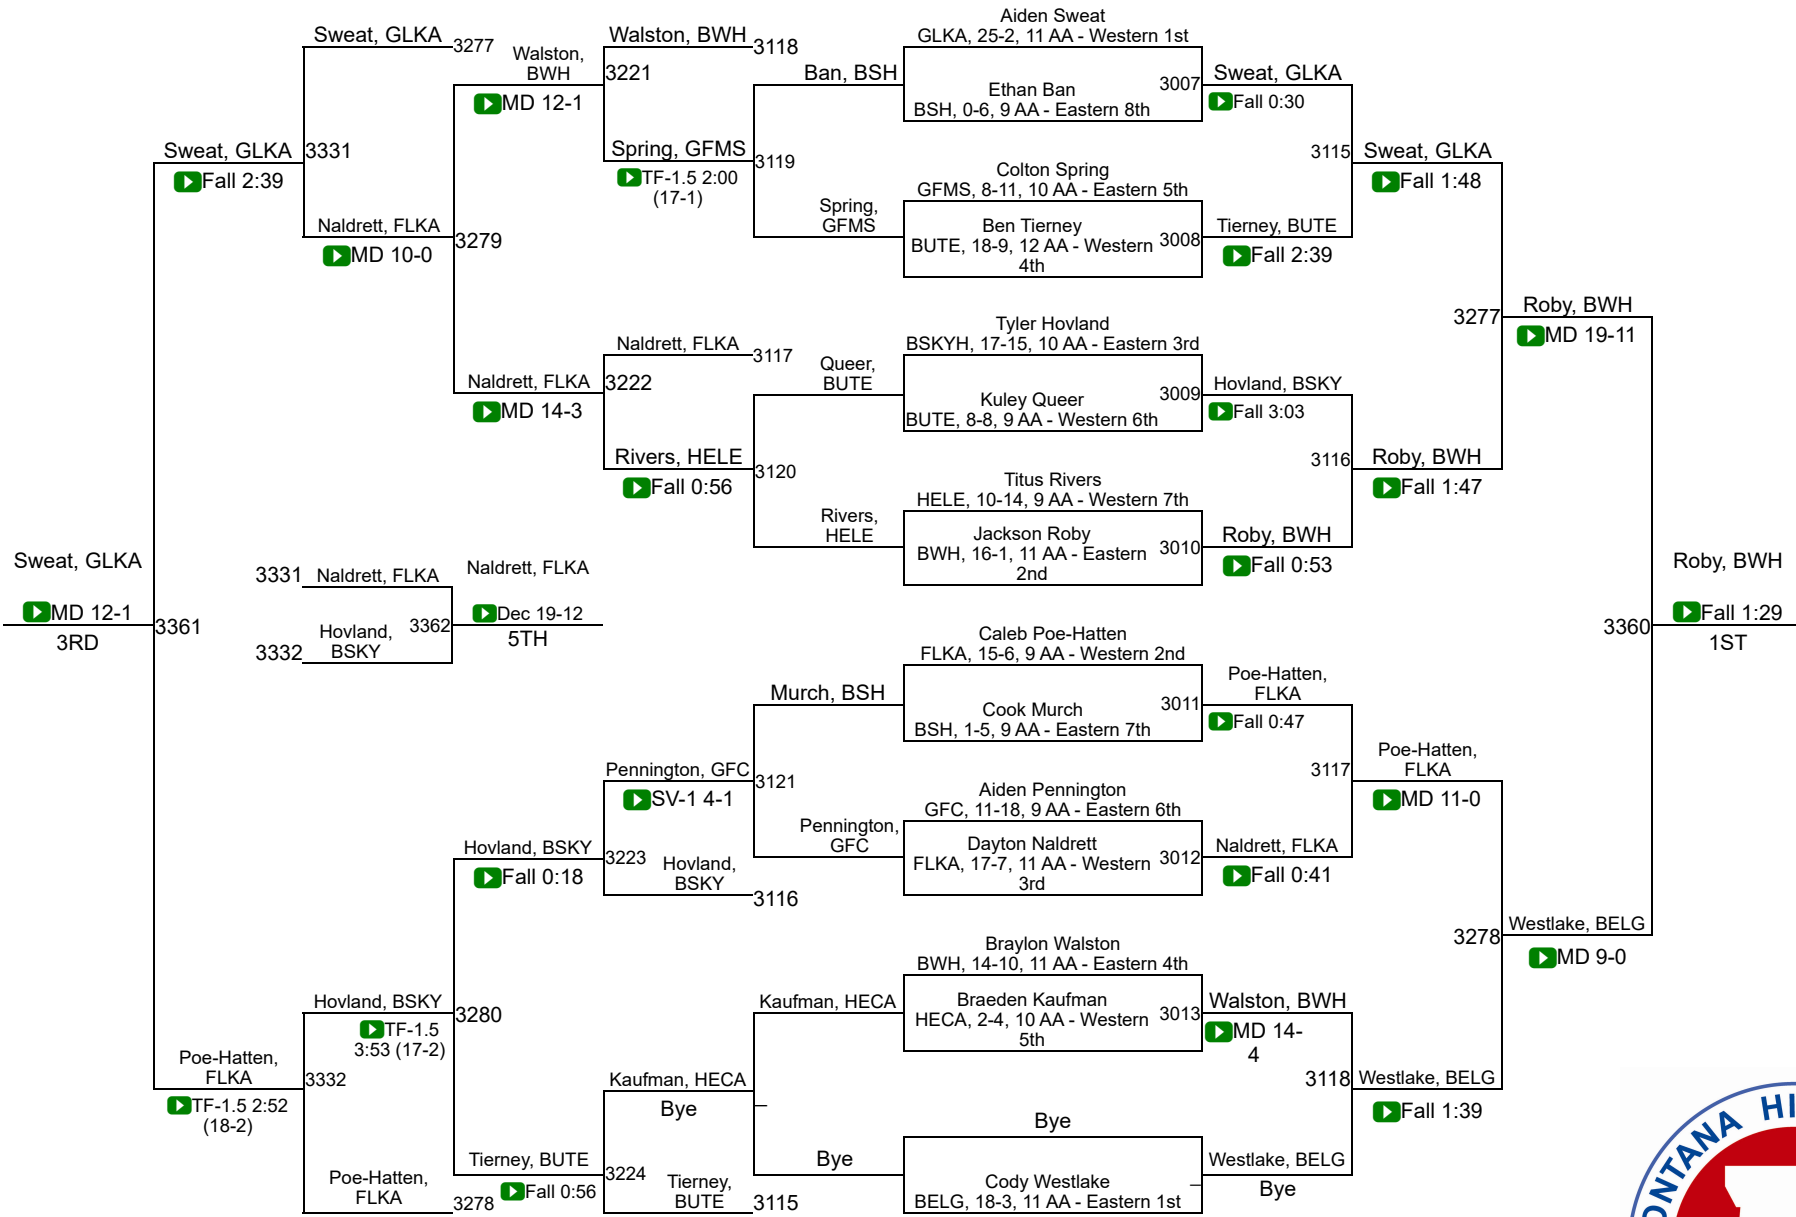 Sweat, GLKA
3277
Walston,
BWH
MD 12-1
Walston, BWH
3118
3221
Ban, BSH
Aiden Sweat
GLKA, 25-2, 11 AA - Western 1st
Ethan Ban
BSH, 0-6, 9 AA - Eastern 8th
3007
Sweat, GLKA
Fall 0:30
Sweat, GLKA
Fall 2:39
3331
Spring, GFMS
TF-1.5 2:00
(17-1)
3119
Spring,
GFMS
Colton Spring
GFMS, 8-11, 10 AA - Eastern 5th
Ben Tierney
BUTE, 18-9, 12 AA - Western
4th
3008
Tierney, BUTE
Fall 2:39
3115
Sweat, GLKA
Fall 1:48
Naldrett, FLKA
MD 10-0
3279
Naldrett, FLKA
MD 14-3
Naldrett, FLKA
3117
3222
Queer,
BUTE
Tyler Hovland
BSKYH, 17-15, 10 AA - Eastern 3rd
Kuley Queer
BUTE, 8-8, 9 AA - Western 6th
3009
Hovland, BSKY
Fall 3:03
3277
Roby, BWH
MD 19-11
Rivers, HELE
Fall 0:56
3120
Rivers,
HELE
Titus Rivers
HELE, 10-14, 9 AA - Western 7th
Jackson Roby
BWH, 16-1, 11 AA - Eastern
2nd
3010
Roby, BWH
Fall 0:53
3116
Roby, BWH
Fall 1:47
Sweat, GLKA
MD 12-1
3RD
3361
3331
Naldrett, FLKA
3332
Hovland,
BSKY
3362
Naldrett, FLKA
Dec 19-12
5TH
3360
Roby, BWH
Fall 1:29
1ST
Murch, BSH
Caleb Poe-Hatten
FLKA, 15-6, 9 AA - Western 2nd
Cook Murch
BSH, 1-5, 9 AA - Eastern 7th
3011
Poe-Hatten,
FLKA
Fall 0:47
Pennington, GFC
SV-1 4-1
3121
Pennington,
GFC
Aiden Pennington
GFC, 11-18, 9 AA - Eastern 6th
Dayton Naldrett
FLKA, 17-7, 11 AA - Western
3rd
3012
Naldrett, FLKA
Fall 0:41
3117
Poe-Hatten,
FLKA
MD 11-0
Hovland, BSKY
Fall 0:18
3223
Hovland,
BSKY
3116
3278
Westlake, BELG
MD 9-0
Hovland, BSKY
TF-1.5
3:53 (17-2)
3280
Kaufman, HECA
Braylon Walston
BWH, 14-10, 11 AA - Eastern 4th
Braeden Kaufman
HECA, 2-4, 10 AA - Western
5th
3013
Walston, BWH
MD 14-
4
Poe-Hatten,
FLKA
TF-1.5 2:52
(18-2)
3332
Kaufman, HECA
Bye
3118
Westlake, BELG
Fall 1:39
Poe-Hatten,
FLKA
3278
Tierney, BUTE
Fall 0:56
3224
Tierney,
BUTE
3115
Bye
Bye
Cody Westlake
BELG, 18-3, 11 AA - Eastern 1st
Westlake, BELG
Bye
ONTANA HI